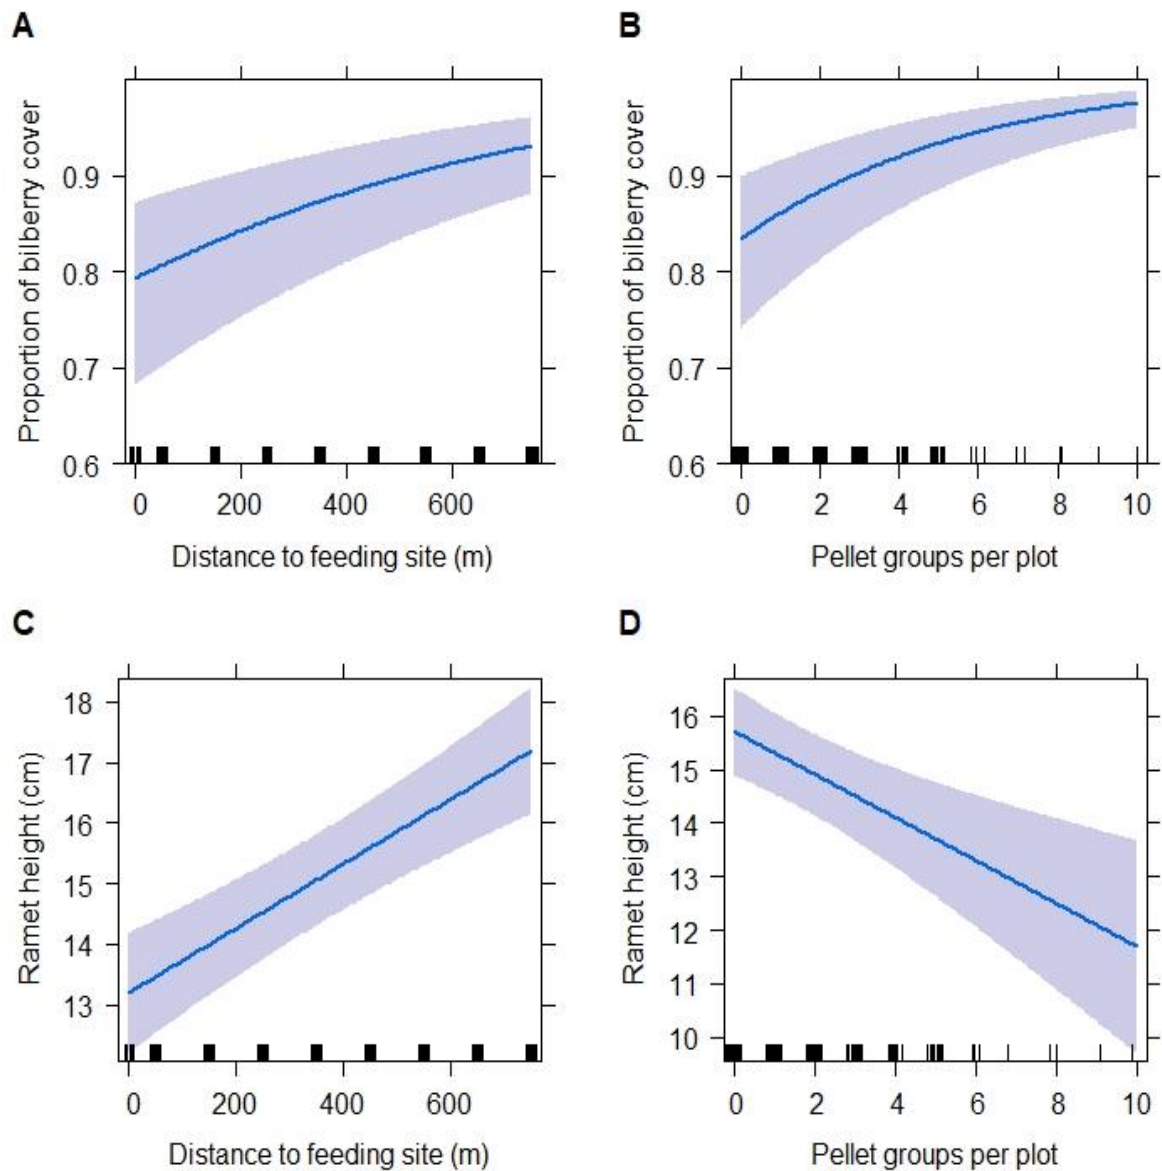 A
Proportion of bilberry cover
0.9
0.8
0.7
0.6
0 200 400 600
Distance to feeding site (m)
B
Proportion of bilberry cover
0.9
0.8
0.7
0.6
0 2 4 6 8 10
Pellet groups per plot
C
Ramet height (cm)
18
17
16
15
14
13
0 200 400 600
Distance to feeding site (m)
D
Ramet height (cm)
16
15
14
13
12
11
10
0 2 4 6 8 10
Pellet groups per plot